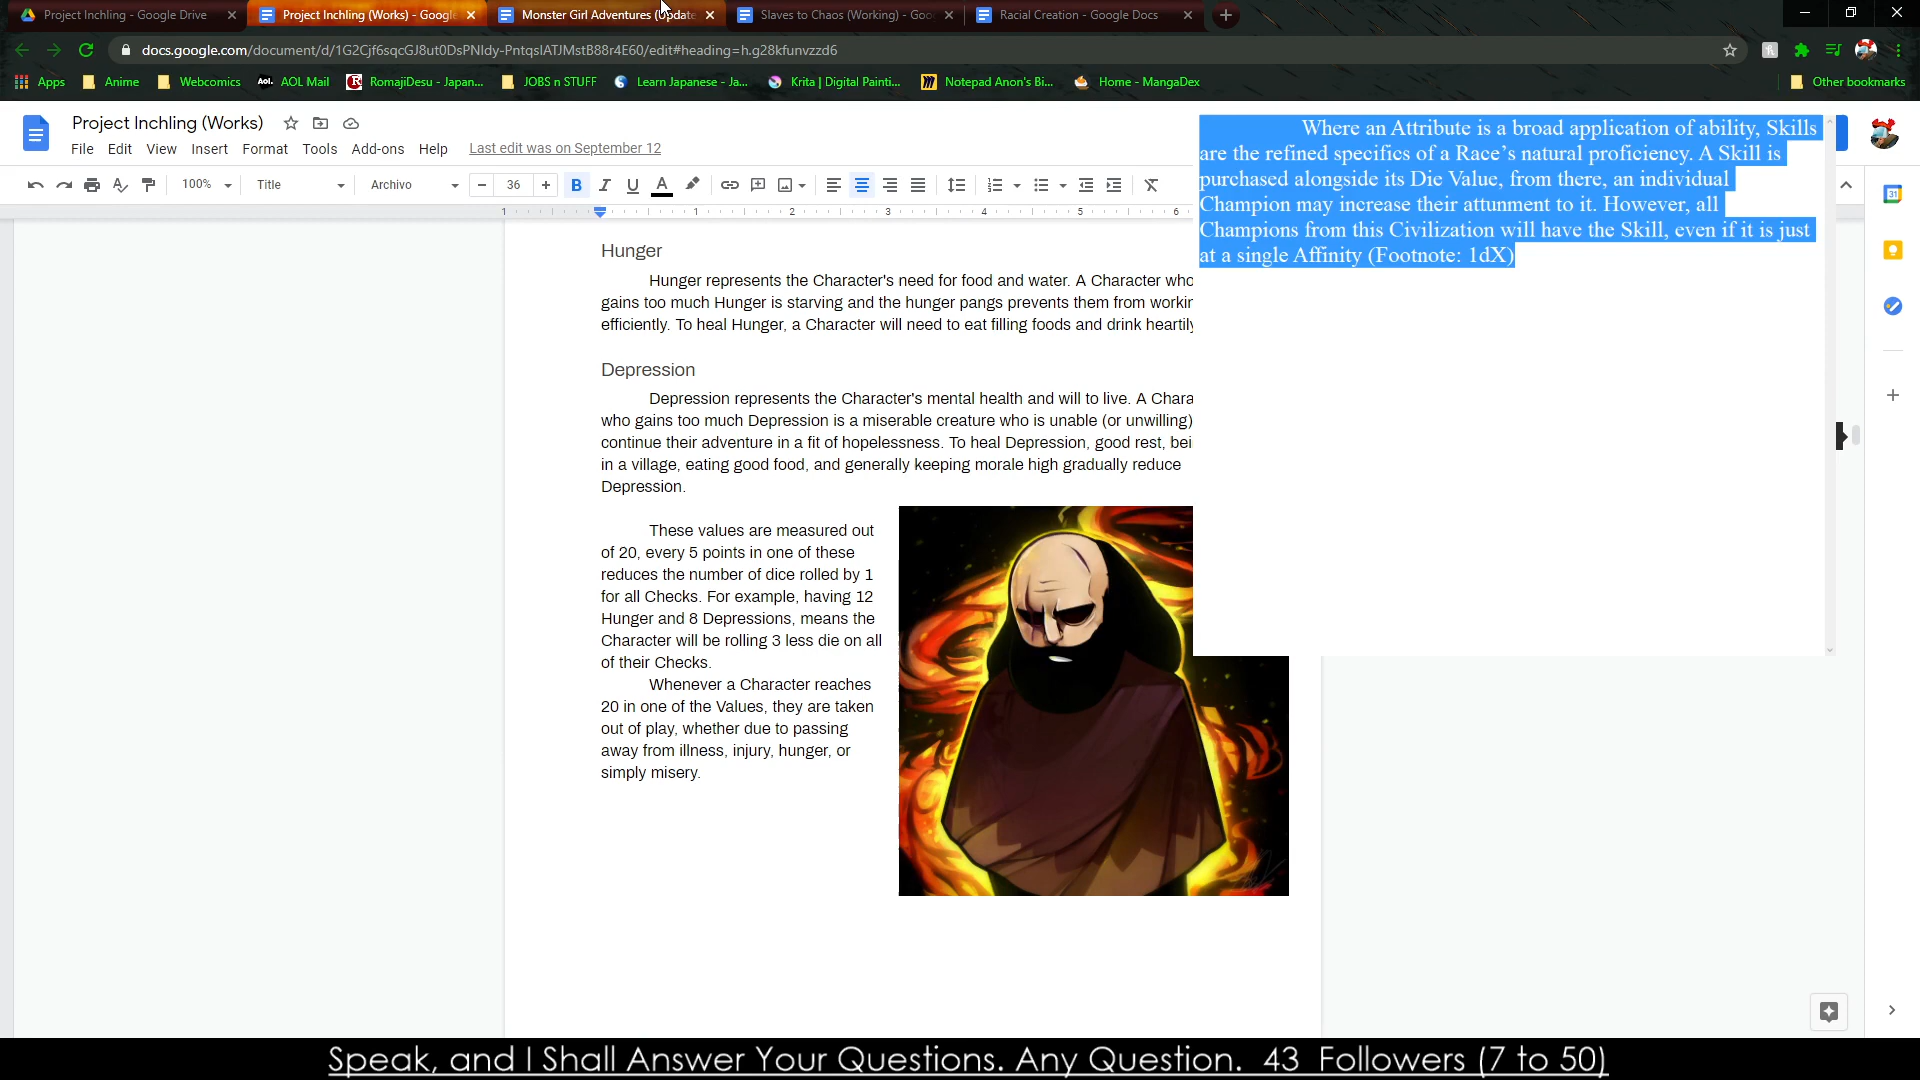 Project Inchling - Google Drive
Project Inchling (Works) - Google
Monster Girl Adventures (Update
Slaves to Chaos (Working) - Goo
Racial Creation - Google Docs
docs.google.com/document/d/1G2Cjf6sqcGJ8ut0DsPNIdy-PntqsIATJMstB88r4E60/edit#heading=h.g28kfunvzzd6
Apps Anime Webcomics Aol. AOL Mail RomajiDesu - Japan... JOBS n STUFF Learn Japanese - Ja... Krita | Digital Painti... Notepad Anon's Bi... Home - MangaDex Other bookmarks
Project Inchling (Works)
File Edit View Insert Format Tools Add-ons Help Last edit was on September 12
100% Title Archivo 36 B I U A
1 1 2 3 4 5 6
31
Hunger
Hunger represents the Character's need for food and water. A Character who
gains too much Hunger is starving and the hunger pangs prevents them from workin
efficiently. To heal Hunger, a Character will need to eat filling foods and drink heartily
Depression
Depression represents the Character's mental health and will to live. A Chara
who gains too much Depression is a miserable creature who is unable (or unwilling)
continue their adventure in a fit of hopelessness. To heal Depression, good rest, bei
in a village, eating good food, and generally keeping morale high gradually reduce
Depression.
These values are measured out
of 20, every 5 points in one of these
reduces the number of dice rolled by 1
for all Checks. For example, having 12
Hunger and 8 Depressions, means the
Character will be rolling 3 less die on all
of their Checks.
Whenever a Character reaches
20 in one of the Values, they are taken
out of play, whether due to passing
away from illness, injury, hunger, or
simply misery.
Where an Attribute is a broad application of ability, Skills
are the refined specifics of a Race's natural proficiency. A Skill is
purchased alongside its Die Value, from there, an individual
Champion may increase their attunment to it. However, all
Champions from this Civilization will have the Skill, even if it is just
at a single Affinity (Footnote: 1dX)
Speak, and I Shall Answer Your Questions. Any Question. 43 Followers (7 to 50)